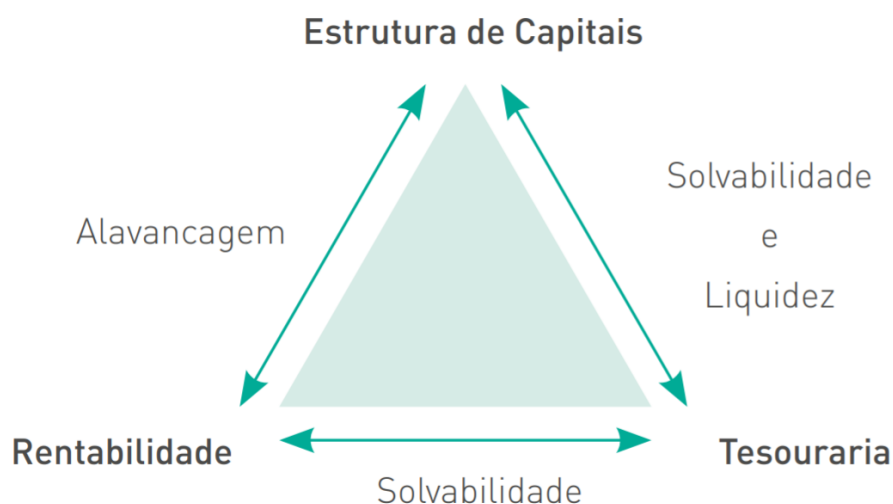 Estrutura de Capitais
Solvabilidade
e
Liquidez
Alavancagem
Rentabilidade
Tesouraria
Solvabilidade